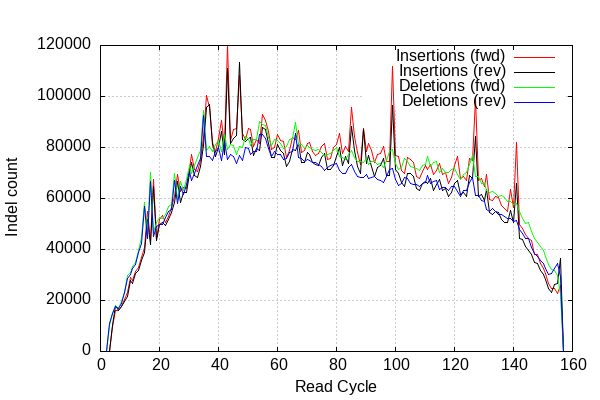 120000
100000
80000
60000
40000
20000
0
Indel count
Insertions (fwd)
Insertions (rev)
Deletions (fwd)
Deletions (rev)
0 20 40 60 80 100 120 140 160
Read Cycle